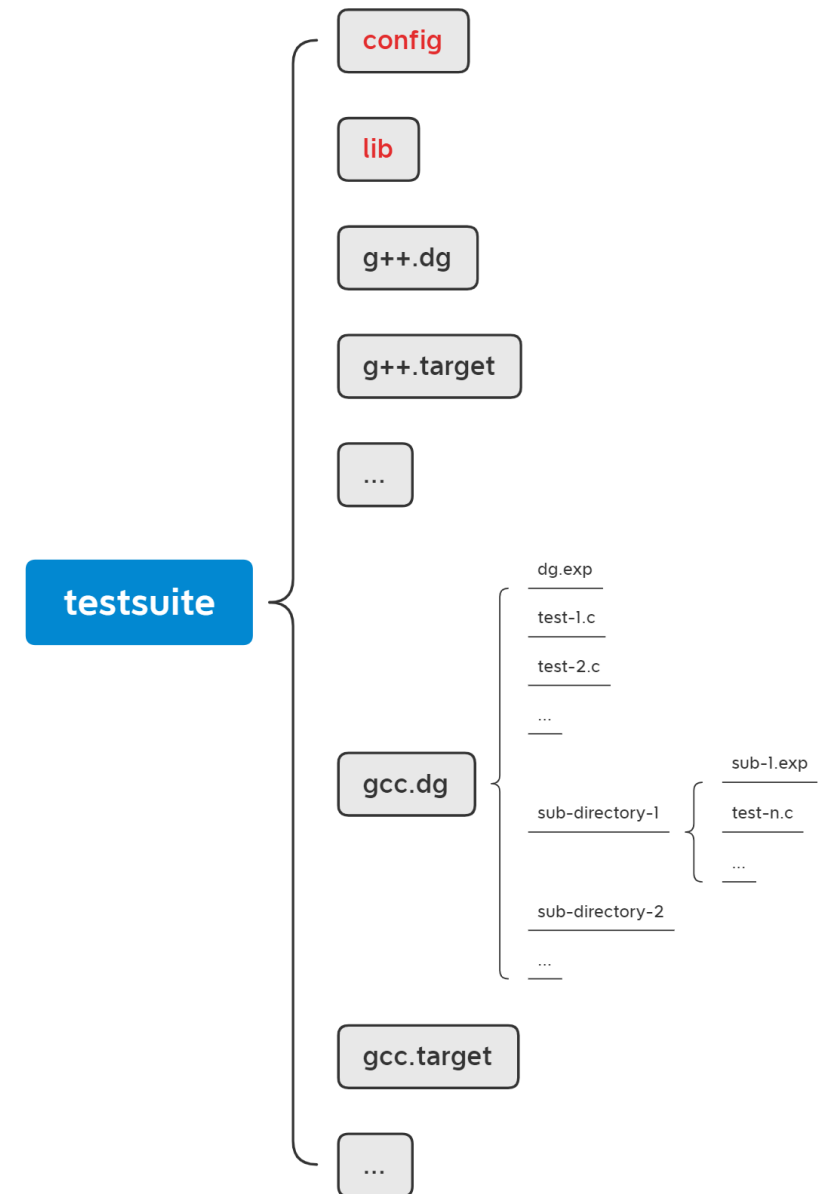 config
lib
g++.dg
g++.target
...
testsuite
dg.exp
test-1.c
test-2.c
...
gcc.dg
sub-directory-1
sub-1.exp
test-n.c
...
sub-directory-2
...
gcc.target
...